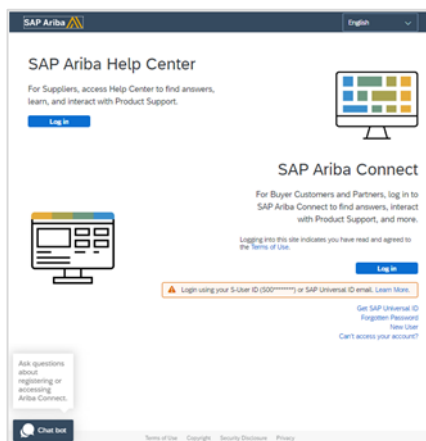 SAP Ariba
English
SAP Ariba Help Center
For Suppliers, access Help Center to find answers,
learn, and interact with Product Support.
Log in
SAP Ariba Connect
For Buyer Customers and Partners, log in to
SAP Ariba Connect to find answers, interact
with Product Support, and more.
Logging into this site indicates you have read and agreed to
the Terms of Use.
Log in
Login using your S-User ID (S00*******) or SAP Universal ID email. Learn More.
Get SAP Universal ID
Forgotten Password
New User
Can't access your account?
Ask questions
about
registering or
accessing
Ariba Connect.
Chat bot
Terms of Use Copyright Security Disclosure Privacy